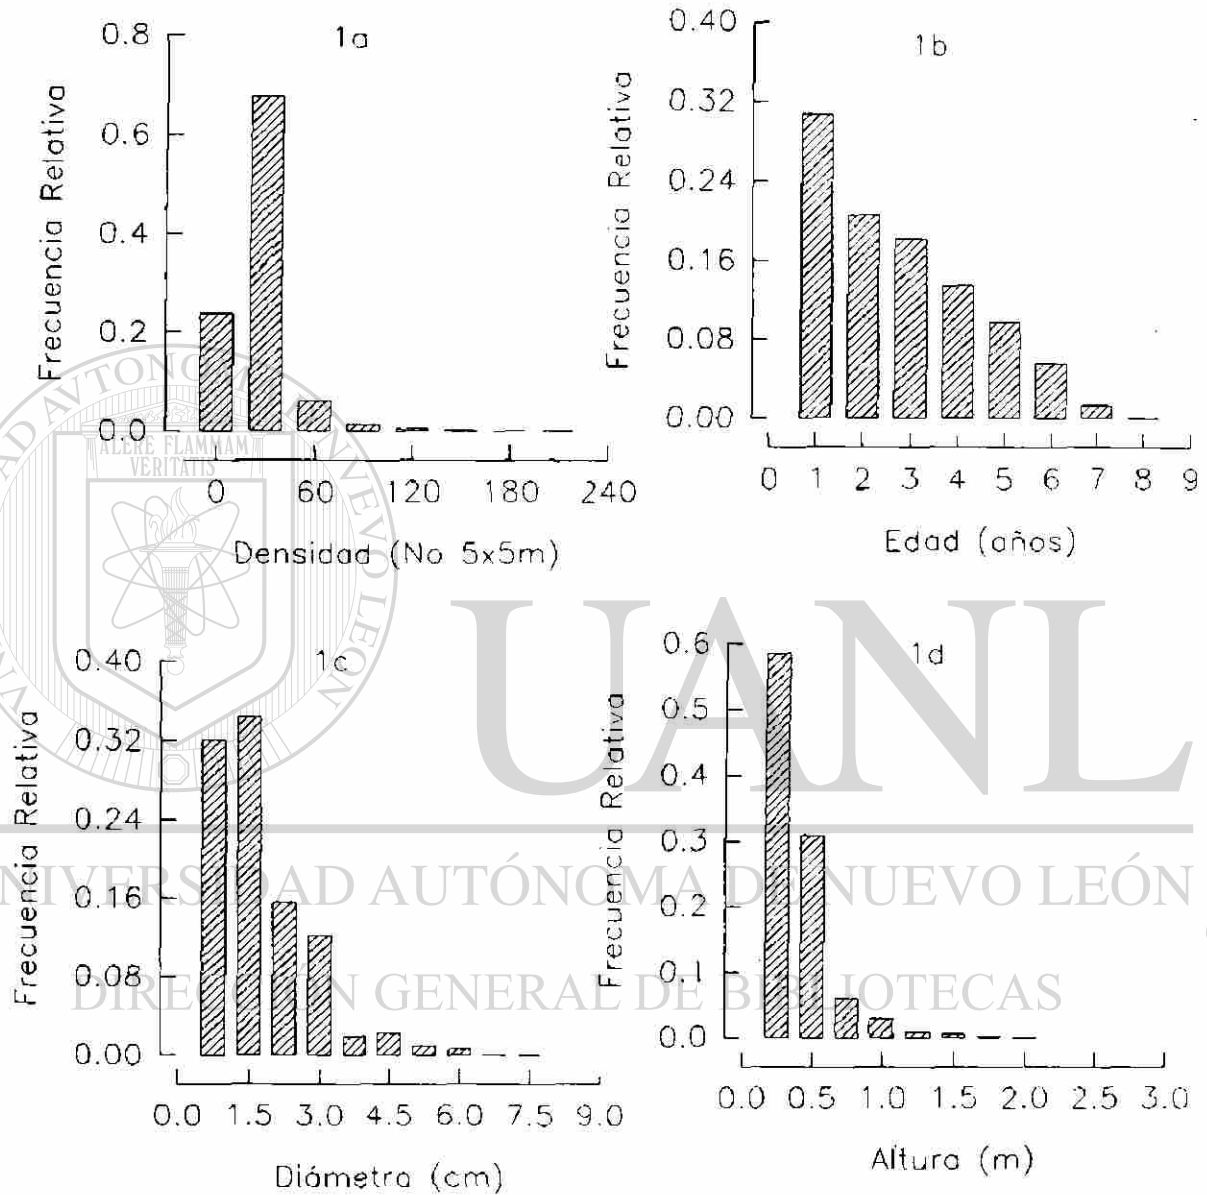 1a
Frecuencia Relativa
0.8
0.6
0.4
0.2
0.0
0 60 120 180 240
Densidad (No 5x5m)
1b
Frecuencia Relativa
0.40
0.32
0.24
0.16
0.08
0.00
0 1 2 3 4 5 6 7 8 9
Edad (años)
1c
Frecuencia Relativa
0.40
0.32
0.24
0.16
0.08
0.00
0.0 1.5 3.0 4.5 6.0 7.5 9.0
Diámetro (cm)
1d
Frecuencia Relativa
0.6
0.5
0.4
0.3
0.2
0.1
0.0
0.0 0.5 1.0 1.5 2.0 2.5 3.0
Altura (m)
ALERE FLAMMAM
VERITATIS
UANL
UNIVERSIDAD AUTÓNOMA DE NUEVO LEÓN
DIRECCIÓN GENERAL DE BIBLIOTECAS